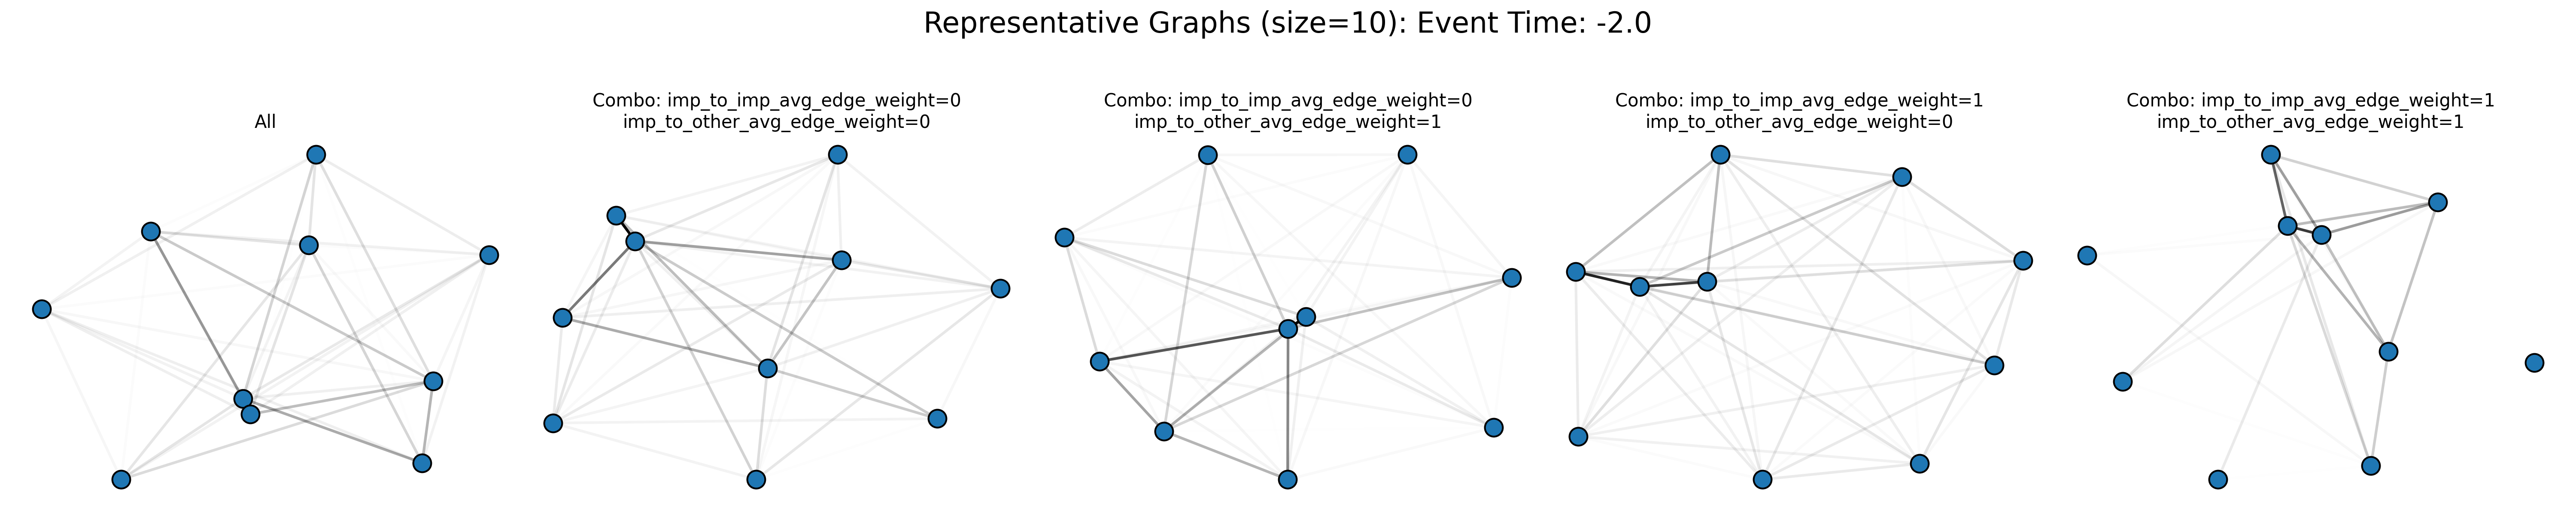 Representative Graphs (size=10): Event Time: -2.0
All
Combo: imp_to_imp_avg_edge_weight=0
imp_to_other_avg_edge_weight=0
Combo: imp_to_imp_avg_edge_weight=0
imp_to_other_avg_edge_weight=1
Combo: imp_to_imp_avg_edge_weight=1
imp_to_other_avg_edge_weight=0
Combo: imp_to_imp_avg_edge_weight=1
imp_to_other_avg_edge_weight=1